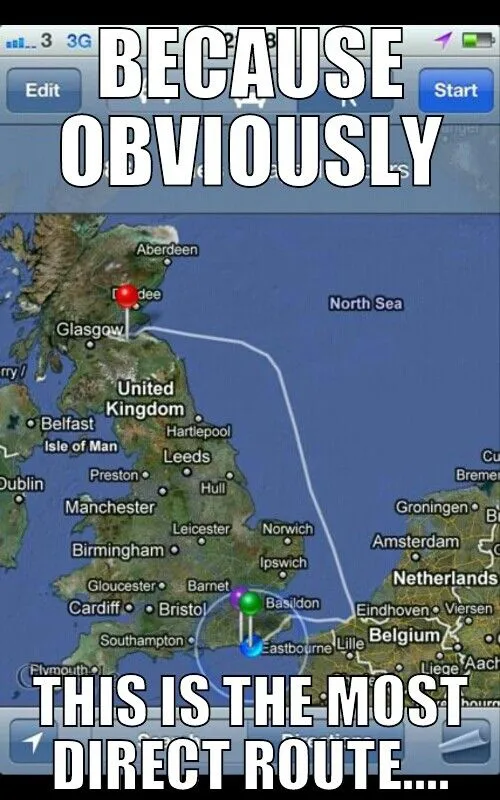 3 3G
BECAUSE
Edit
Start
OBVIOUSLY
Aberdeen
North Sea
Glasgow
United
Kingdom
Belfast
Hartlepool
Isle of Man
Leeds
Dublin
Preston
Hull
Manchester
Groningen
Leicester
Norwich
Amsterdam
Birmingham
Ipswich
Netherlands
Gloucester
Barnet
Basildon
Cardiff
Bristol
Eindhoven
Viersen
Southampton
Eastbourne
Lille
Belgium
Plymouth
Liege
THIS IS THE MOST
DIRECT ROUTE....